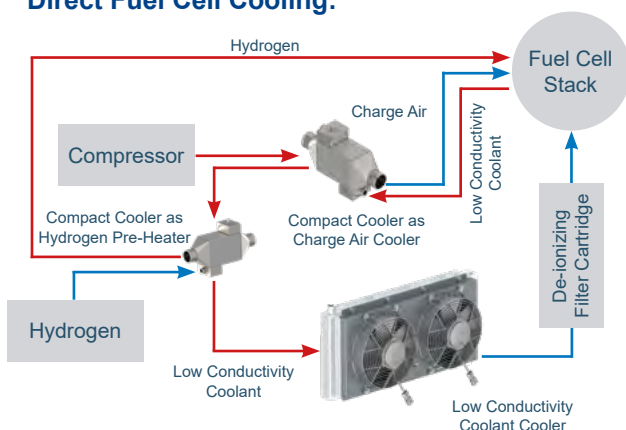 Direct Fuel Cell Cooling:
Hydrogen
Fuel Cell
Stack
Charge Air
Low Conductivity
Coolant
Compressor
Compact Cooler as
Hydrogen Pre-Heater
Compact Cooler as
Charge Air Cooler
De-ionizing
Filter Cartridge
Hydrogen
Low Conductivity
Coolant
Low Conductivity
Coolant Cooler